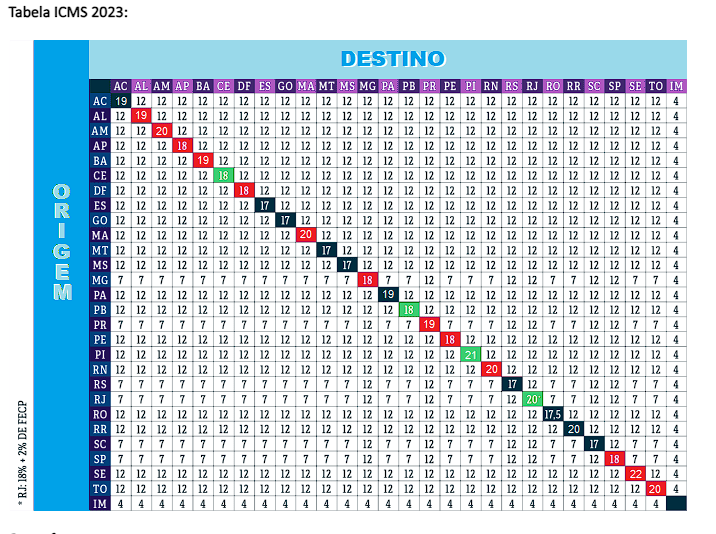 Tabela ICMS 2023:
DESTINO
AC AL AM AP BA CE DF ES GO MA MT MS MG PA PB PR PE PI RN RS RJ RO RR SC SP SE TO IM
AC 19 12 12 12 12 12 12 12 12 12 12 12 12 12 12 12 12 12 12 12 12 12 12 12 12 12 12 4
AL 12 19 12 12 12 12 12 12 12 12 12 12 12 12 12 12 12 12 12 12 12 12 12 12 12 12 12 4
AM 12 12 20 12 12 12 12 12 12 12 12 12 12 12 12 12 12 12 12 12 12 12 12 12 12 12 12 4
AP 12 12 12 18 12 12 12 12 12 12 12 12 12 12 12 12 12 12 12 12 12 12 12 12 12 12 12 4
BA 12 12 12 12 19 12 12 12 12 12 12 12 12 12 12 12 12 12 12 12 12 12 12 12 12 12 12 4
CE 12 12 12 12 12 18 12 12 12 12 12 12 12 12 12 12 12 12 12 12 12 12 12 12 12 12 12 4
DF 12 12 12 12 12 12 18 12 12 12 12 12 12 12 12 12 12 12 12 12 12 12 12 12 12 12 12 4
ES 12 12 12 12 12 12 12 17 12 12 12 12 12 12 12 12 12 12 12 12 12 12 12 12 12 12 12 4
GO 12 12 12 12 12 12 12 12 17 12 12 12 12 12 12 12 12 12 12 12 12 12 12 12 12 12 12 4
MA 12 12 12 12 12 12 12 12 12 20 12 12 12 12 12 12 12 12 12 12 12 12 12 12 12 12 12 4
MT 12 12 12 12 12 12 12 12 12 12 17 12 12 12 12 12 12 12 12 12 12 12 12 12 12 12 12 4
MS 12 12 12 12 12 12 12 12 12 12 12 17 12 12 12 12 12 12 12 12 12 12 12 12 12 12 12 4
MG 7 7 7 7 7 7 7 7 7 7 7 7 18 7 7 12 7 7 7 12 12 7 7 12 12 7 7 4
PA 12 12 12 12 12 12 12 12 12 12 12 12 12 19 12 12 12 12 12 12 12 12 12 12 12 12 12 4
PB 12 12 12 12 12 12 12 12 12 12 12 12 12 12 18 12 12 12 12 12 12 12 12 12 12 12 12 4
PR 7 7 7 7 7 7 7 7 7 7 7 7 12 7 7 19 7 7 7 12 12 7 7 12 12 7 7 4
PE 12 12 12 12 12 12 12 12 12 12 12 12 12 12 12 12 18 12 12 12 12 12 12 12 12 12 12 4
PI 12 12 12 12 12 12 12 12 12 12 12 12 12 12 12 12 12 21 12 12 12 12 12 12 12 12 12 4
RN 12 12 12 12 12 12 12 12 12 12 12 12 12 12 12 12 12 12 20 12 12 12 12 12 12 12 12 4
RS 7 7 7 7 7 7 7 7 7 7 7 7 12 7 7 12 7 7 7 17 12 7 7 12 12 7 7 4
RJ 7 7 7 7 7 7 7 7 7 7 7 7 12 7 7 12 7 7 7 12 20* 7 7 12 12 7 7 4
RO 12 12 12 12 12 12 12 12 12 12 12 12 12 12 12 12 12 12 12 12 12 17,5 12 12 12 12 12 4
RR 12 12 12 12 12 12 12 12 12 12 12 12 12 12 12 12 12 12 12 12 12 12 20 12 12 12 12 4
SC 7 7 7 7 7 7 7 7 7 7 7 7 12 7 7 12 7 7 7 12 12 7 7 17 12 7 7 4
SP 7 7 7 7 7 7 7 7 7 7 7 7 12 7 7 12 7 7 7 12 12 7 7 12 18 7 7 4
SE 12 12 12 12 12 12 12 12 12 12 12 12 12 12 12 12 12 12 12 12 12 12 12 12 12 22 12 4
TO 12 12 12 12 12 12 12 12 12 12 12 12 12 12 12 12 12 12 12 12 12 12 12 12 12 12 20 4
IM 4 4 4 4 4 4 4 4 4 4 4 4 4 4 4 4 4 4 4 4 4 4 4 4 4 4 4
ORIGEM
* RJ: 18% + 2% DE FECP